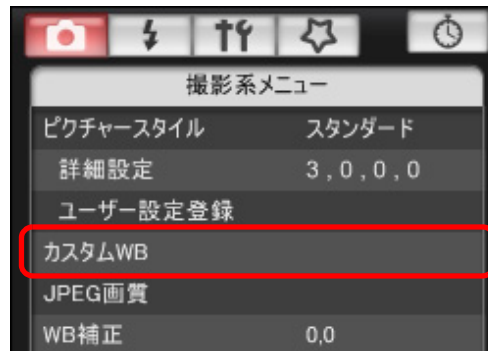 撮影系メニュー
ピクチャースタイル スタンダード
詳細設定 3 , 0 , 0 , 0
ユーザー設定登録
カスタムWB
JPEG画質
WB補正 0,0